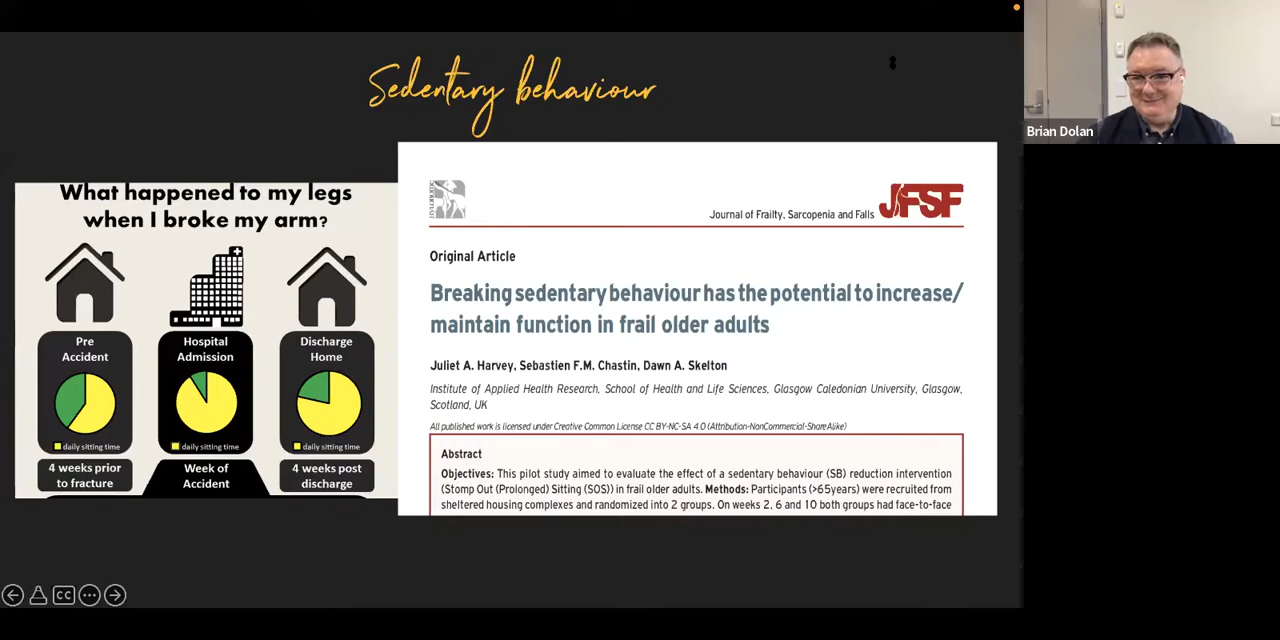 Sedentary behaviour
Brian Dolan
What happened to my legs
when I broke my arm?
Pre
Accident
daily sitting time
4 weeks prior
to fracture
Hospital
Admission
daily sitting time
Week of
Accident
Discharge
Home
daily sitting time
4 weeks post
discharge
Journal of Frailty, Sarcopenia and Falls
JFSF
Original Article
Breaking sedentary behaviour has the potential to increase/
maintain function in frail older adults
Juliet A. Harvey, Sebastien F.M. Chastin, Dawn A. Skelton
Institute of Applied Health Research, School of Health and Life Sciences, Glasgow Caledonian University, Glasgow,
Scotland, UK
All published work is licensed under Creative Common License CC BY-NC-SA 4.0 (Attribution-NonCommercial-ShareAlike)
Abstract
Objectives: This pilot study aimed to evaluate the effect of a sedentary behaviour (SB) reduction intervention
(Stomp Out (Prolonged) Sitting (SOS)) in frail older adults. Methods: Participants (>65years) were recruited from
sheltered housing complexes and randomized into 2 groups. On weeks 2, 6 and 10 both groups had face-to-face
CC